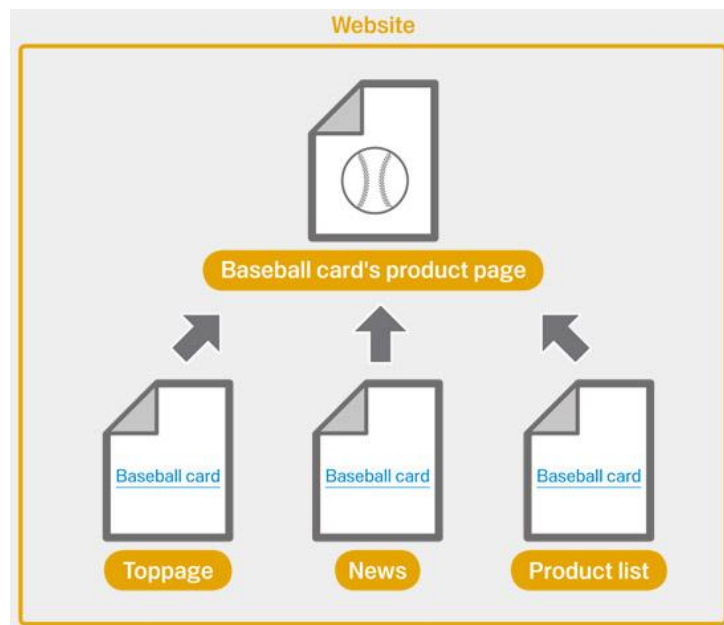 Website
Baseball card's product page
Baseball card
Baseball card
Baseball card
Toppage
News
Product list